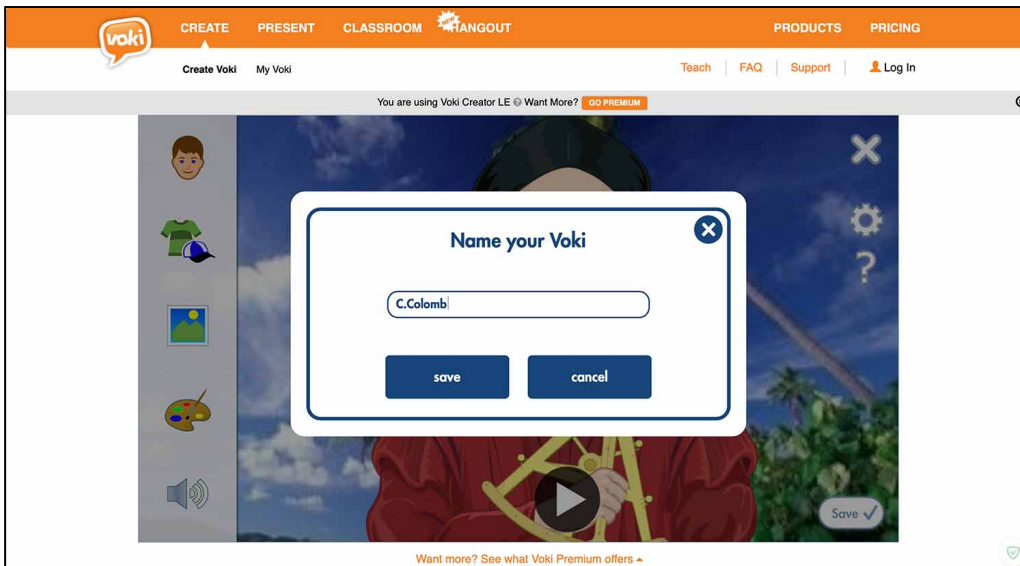 voki
CREATE PRESENT CLASSROOM HANGOUT PRODUCTS PRICING
Create Voki My Voki Teach FAQ Support Log In
You are using Voki Creator LE Want More? GO PREMIUM
Name your Voki
C.Colomb
save cancel
?
Save
Want more? See what Voki Premium offers